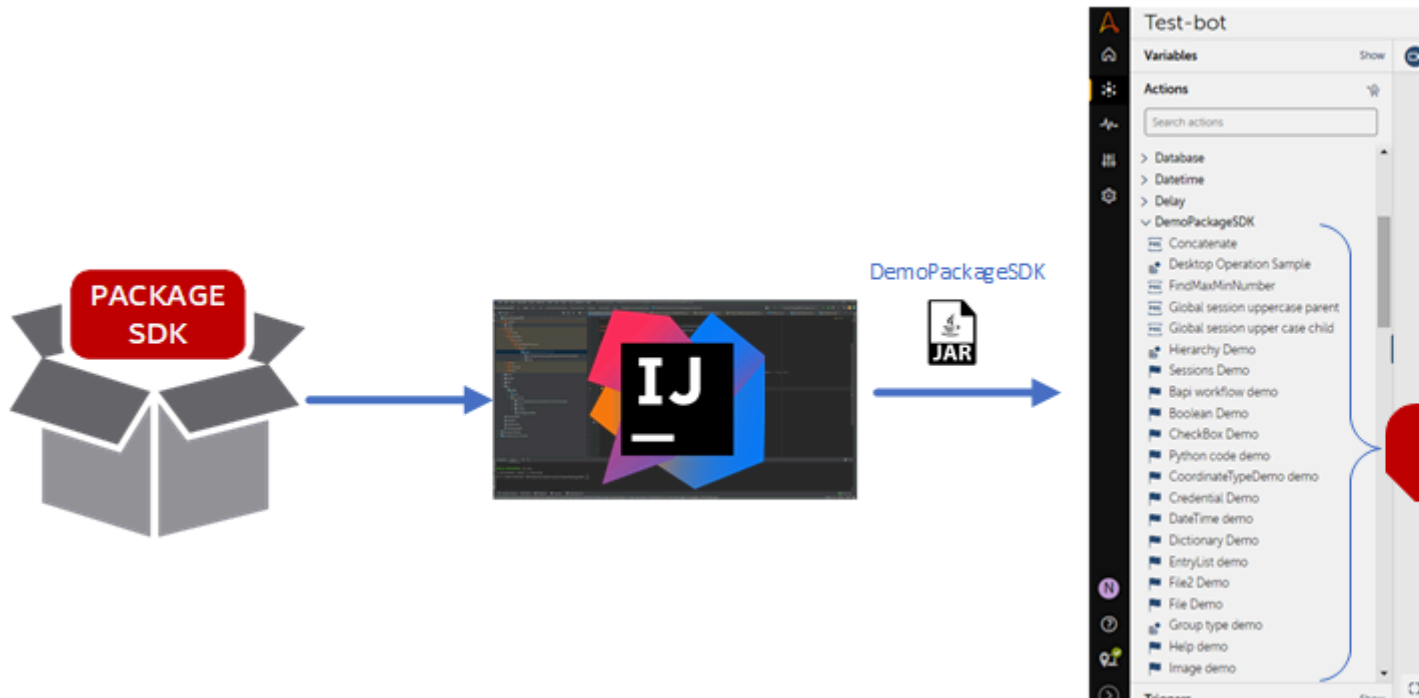 PACKAGE
SDK
IJ
DemoPackageSDK
JAR
Test-bot
Variables
Show
Actions
Search actions
Database
Datetime
Delay
DemoPackageSDK
Concatenate
Desktop Operation Sample
FindMaxMinNumber
Global session uppercase parent
Global session upper case child
Hierarchy Demo
Sessions Demo
Bapi workflow demo
Boolean Demo
CheckBox Demo
Python code demo
CoordinateTypeDemo demo
Credential Demo
DateTime demo
Dictionary Demo
EntryList demo
File2 Demo
File Demo
Group type demo
Help demo
Image demo
N
Triggers
Show